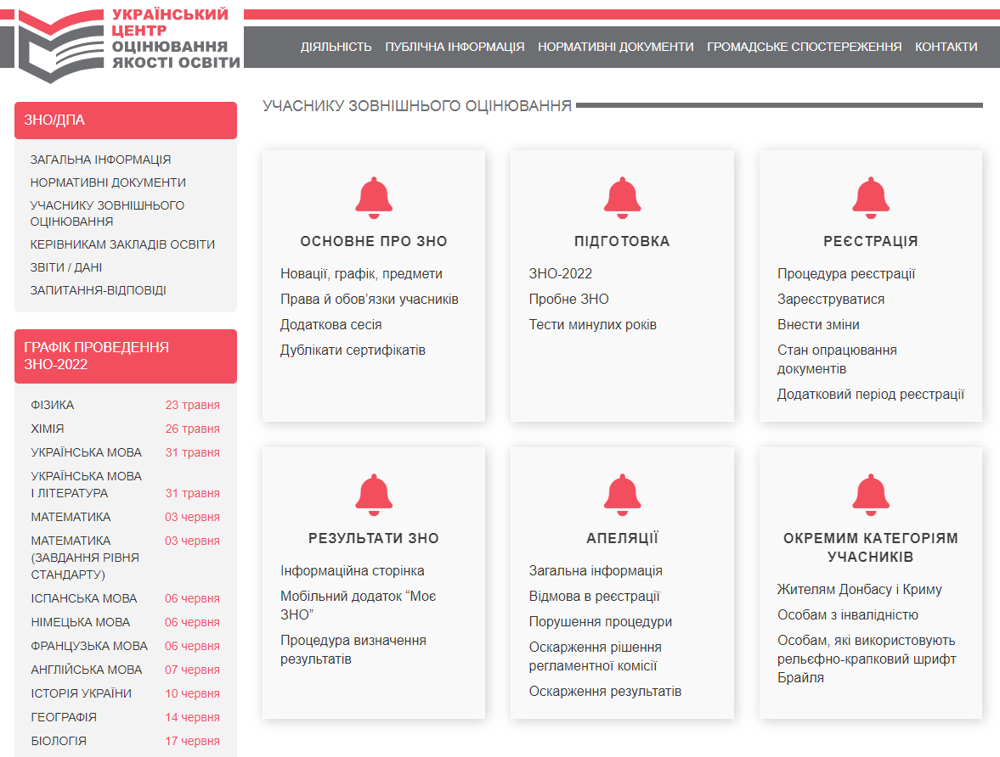 УКРАЇНСЬКИЙ
ЦЕНТР
ОЦІНЮВАННЯ
ЯКОСТІ ОСВІТИ
ДІЯЛЬНІСТЬ ПУБЛІЧНА ІНФОРМАЦІЯ НОРМАТИВНІ ДОКУМЕНТИ ГРОМАДСЬКЕ СПОСТЕРЕЖЕННЯ КОНТАКТИ
ЗНО/ДПА
ЗАГАЛЬНА ІНФОРМАЦІЯ
НОРМАТИВНІ ДОКУМЕНТИ
УЧАСНИКУ ЗОВНІШНЬОГО
ОЦІНЮВАННЯ
КЕРІВНИКАМ ЗАКЛАДІВ ОСВІТИ
ЗВІТИ / ДАНІ
ЗАПИТАННЯ-ВІДПОВІДІ
ГРАФІК ПРОВЕДЕННЯ
ЗНО-2022
ФІЗИКА 23 травня
ХІМІЯ 26 травня
УКРАЇНСЬКА МОВА 31 травня
УКРАЇНСЬКА МОВА
І ЛІТЕРАТУРА 31 травня
МАТЕМАТИКА 03 червня
МАТЕМАТИКА 03 червня
(ЗАВДАННЯ РІВНЯ
СТАНДАРТУ)
ІСПАНСЬКА МОВА 06 червня
НІМЕЦЬКА МОВА 06 червня
ФРАНЦУЗЬКА МОВА 06 червня
АНГЛІЙСЬКА МОВА 07 червня
ІСТОРІЯ УКРАЇНИ 10 червня
ГЕОГРАФІЯ 14 червня
БІОЛОГІЯ 17 червня
УЧАСНИКУ ЗОВНІШНЬОГО ОЦІНЮВАННЯ
ОСНОВНЕ ПРО ЗНО
Новації, графік, предмети
Права й обов’язки учасників
Додаткова сесія
Дублікати сертифікатів
ПІДГОТОВКА
ЗНО-2022
Пробне ЗНО
Тести минулих років
РЕЄСТРАЦІЯ
Процедура реєстрації
Зареєструватися
Внести зміни
Стан опрацювання
документів
Додатковий період реєстрації
РЕЗУЛЬТАТИ ЗНО
Інформаційна сторінка
Мобільний додаток “Моє
ЗНО”
Процедура визначення
результатів
АПЕЛЯЦІЇ
Загальна інформація
Відмова в реєстрації
Порушення процедури
Оскарження рішення
регламентної комісії
Оскарження результатів
ОКРЕМИМ КАТЕГОРІЯМ
УЧАСНИКІВ
Жителям Донбасу і Криму
Особам з інвалідністю
Особам, які використовують
рельєфно-крапковий шрифт
Брайля